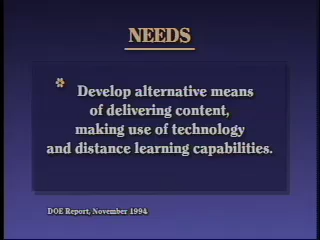 NEEDS
* Develop alternative means
of delivering content,
making use of technology
and distance learning capabilities.
DOE Report, November 1994